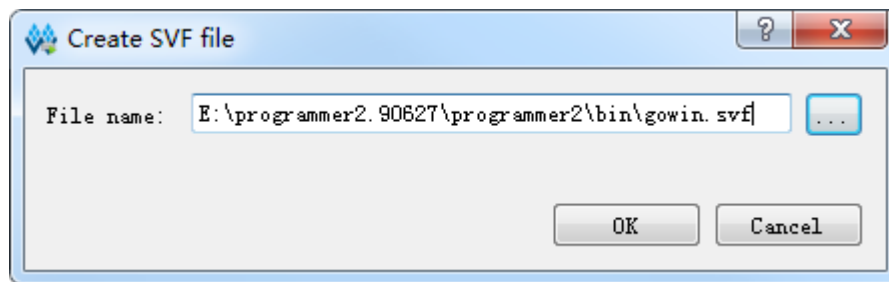 Create SVF file
?
File name: E:\programmer2.90627\programmer2\bin\gowin.svf ...
OK Cancel